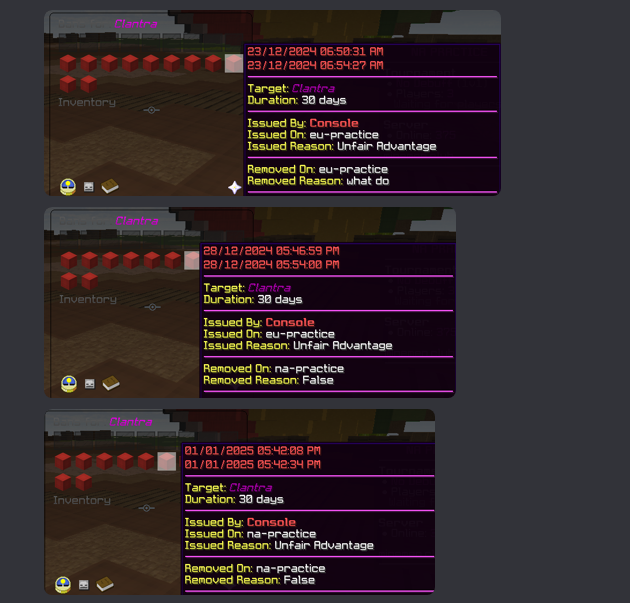 Clantra
Inventory
23/12/2024 06:50:31 AM
23/12/2024 06:54:27 AM
Target: Clantra
Duration: 30 days
Issued By: Console
Issued On: eu-practice
Issued Reason: Unfair Advantage
Removed On: eu-practice
Removed Reason: what do
Clantra
Inventory
28/12/2024 05:46:59 PM
28/12/2024 05:54:00 PM
Target: Clantra
Duration: 30 days
Issued By: Console
Issued On: eu-practice
Issued Reason: Unfair Advantage
Removed On: na-practice
Removed Reason: False
Clantra
Inventory
01/01/2025 05:42:08 PM
01/01/2025 05:42:34 PM
Target: Clantra
Duration: 30 days
Issued By: Console
Issued On: na-practice
Issued Reason: Unfair Advantage
Removed On: na-practice
Removed Reason: False